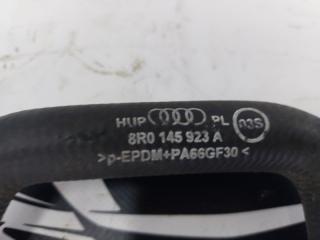 HUP PL 03S
8R0 145 923 A
>p-EPDM+PA66GF30<